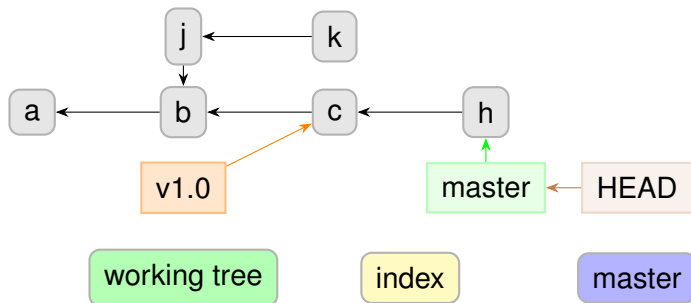 j
k
a
b
c
h
v1.0
master
HEAD
working tree
index
master